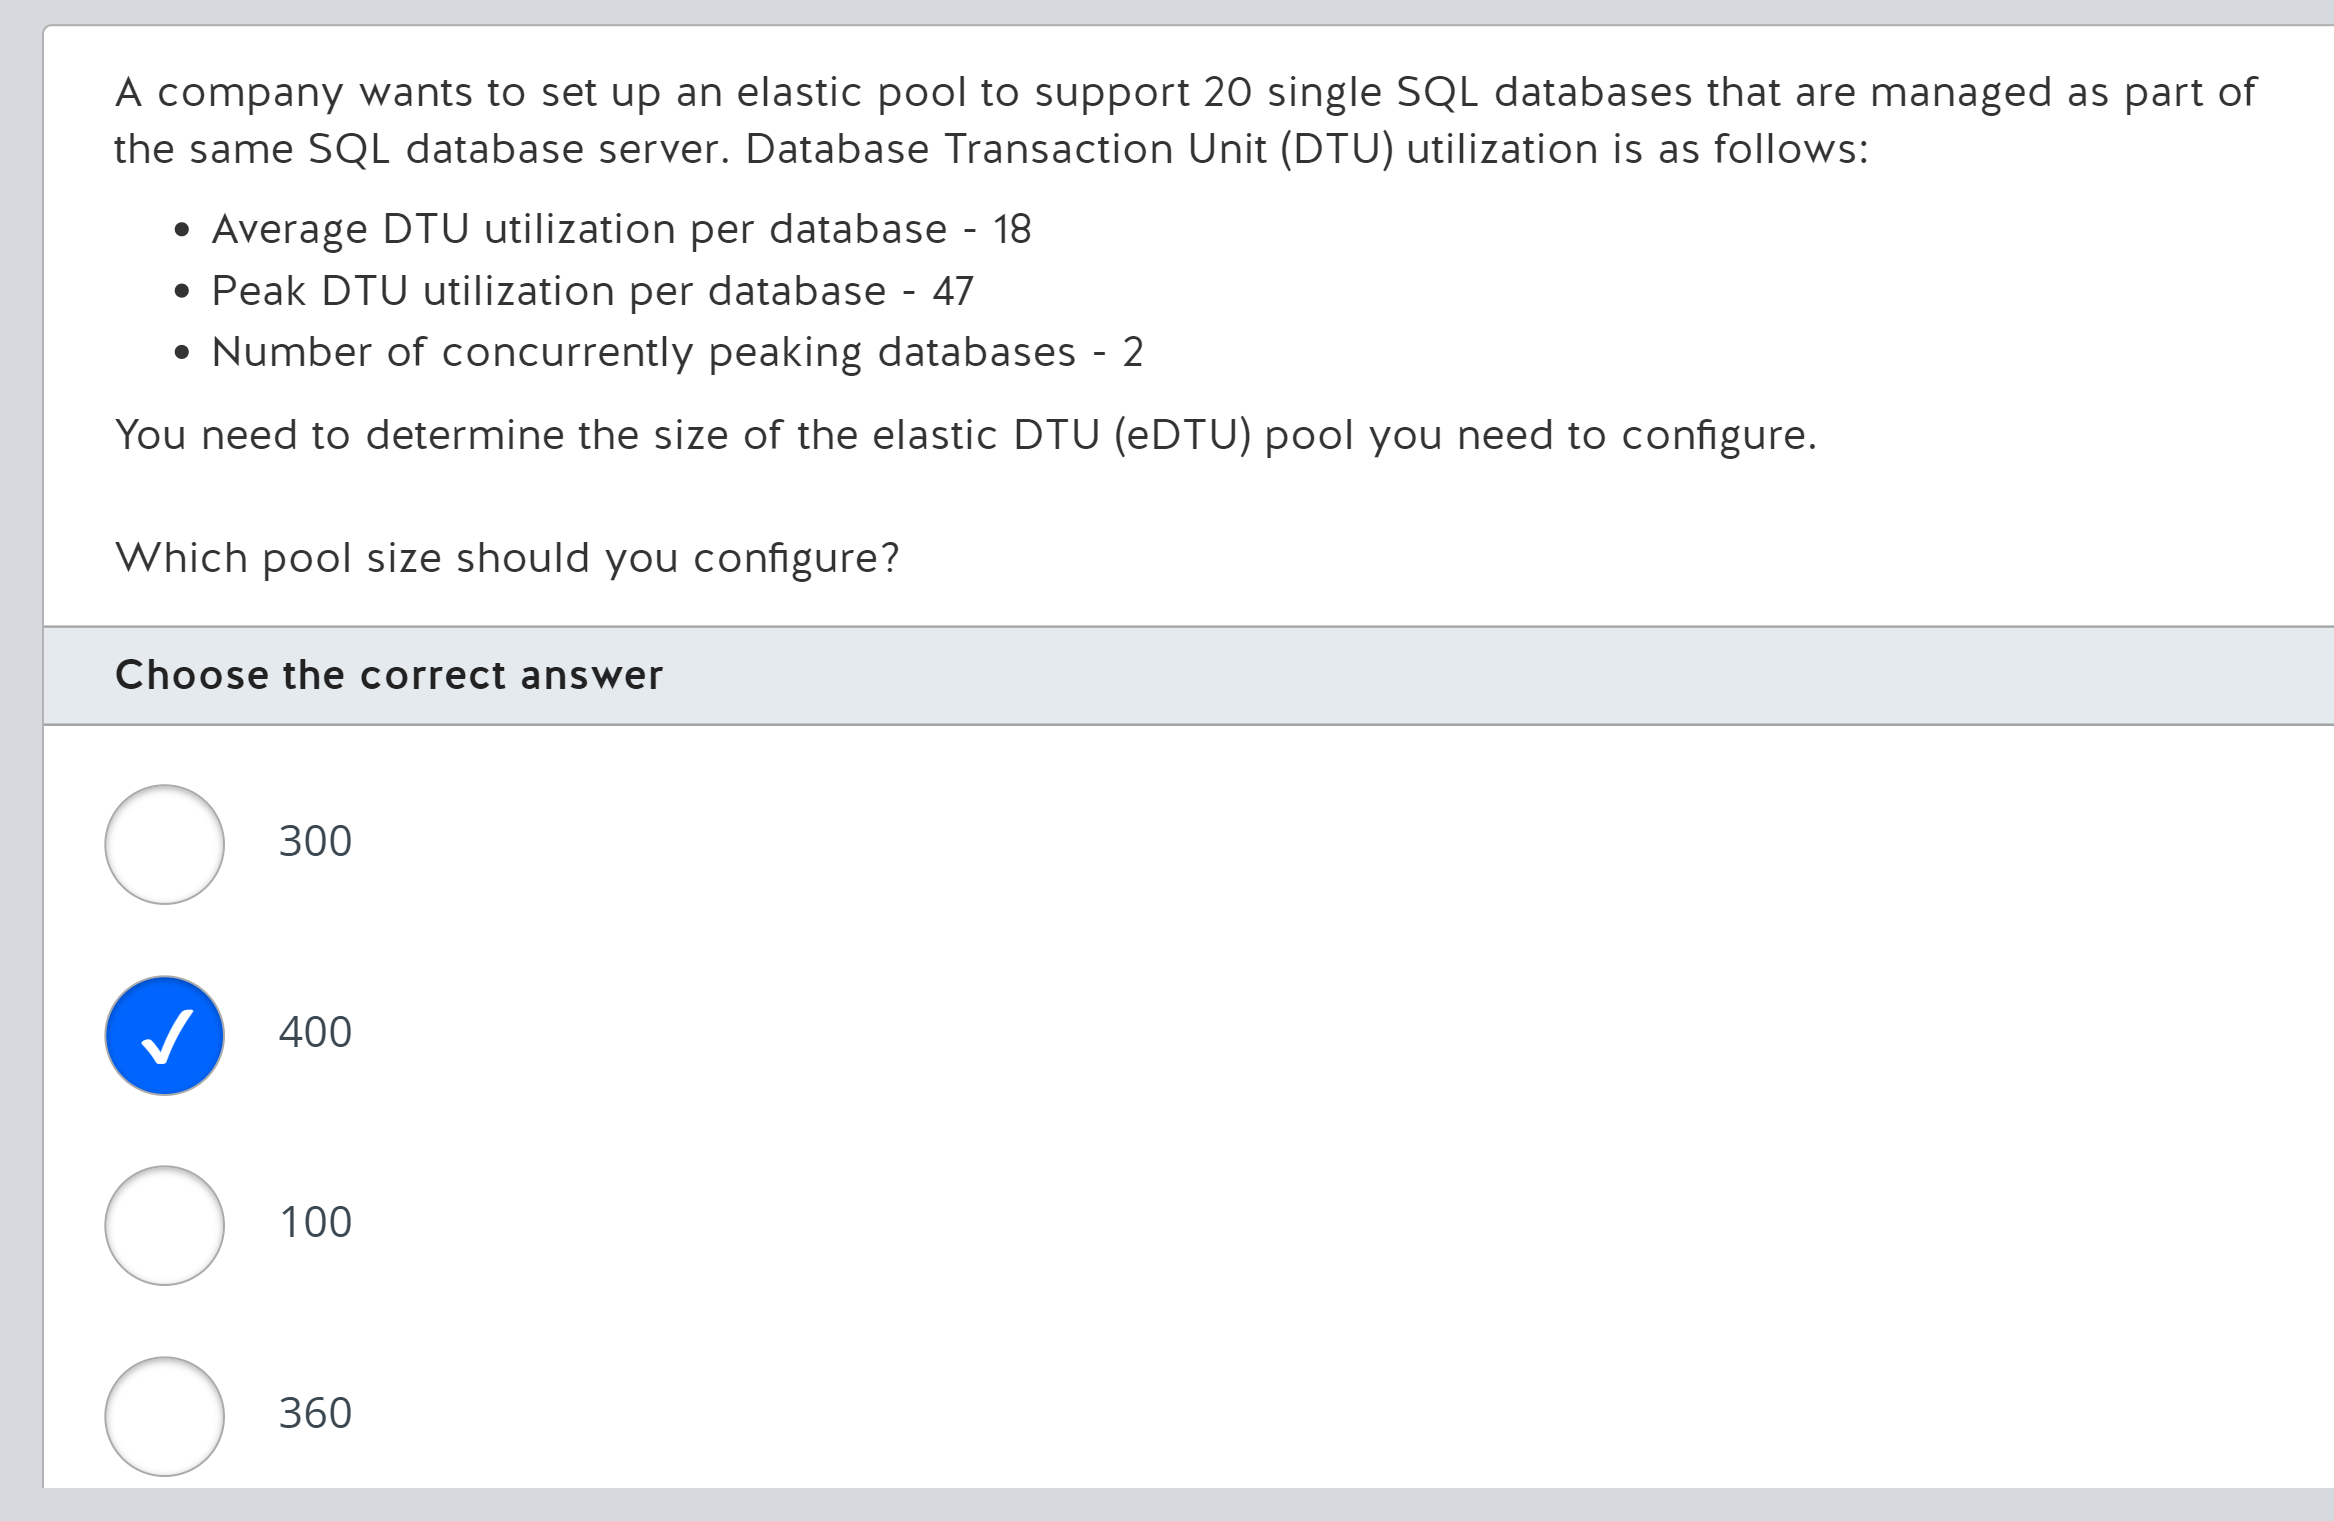 A company wants to set up an elastic pool to support 20 single SQL databases that are managed as part of
the same SQL database server. Database Transaction Unit (DTU) utilization is as follows:
• Average DTU utilization per database - 18
• Peak DTU utilization per database - 47
• Number of concurrently peaking databases - 2
You need to determine the size of the elastic DTU (eDTU) pool you need to configure.
Which pool size should you configure?
Choose the correct answer
300
400
100
360